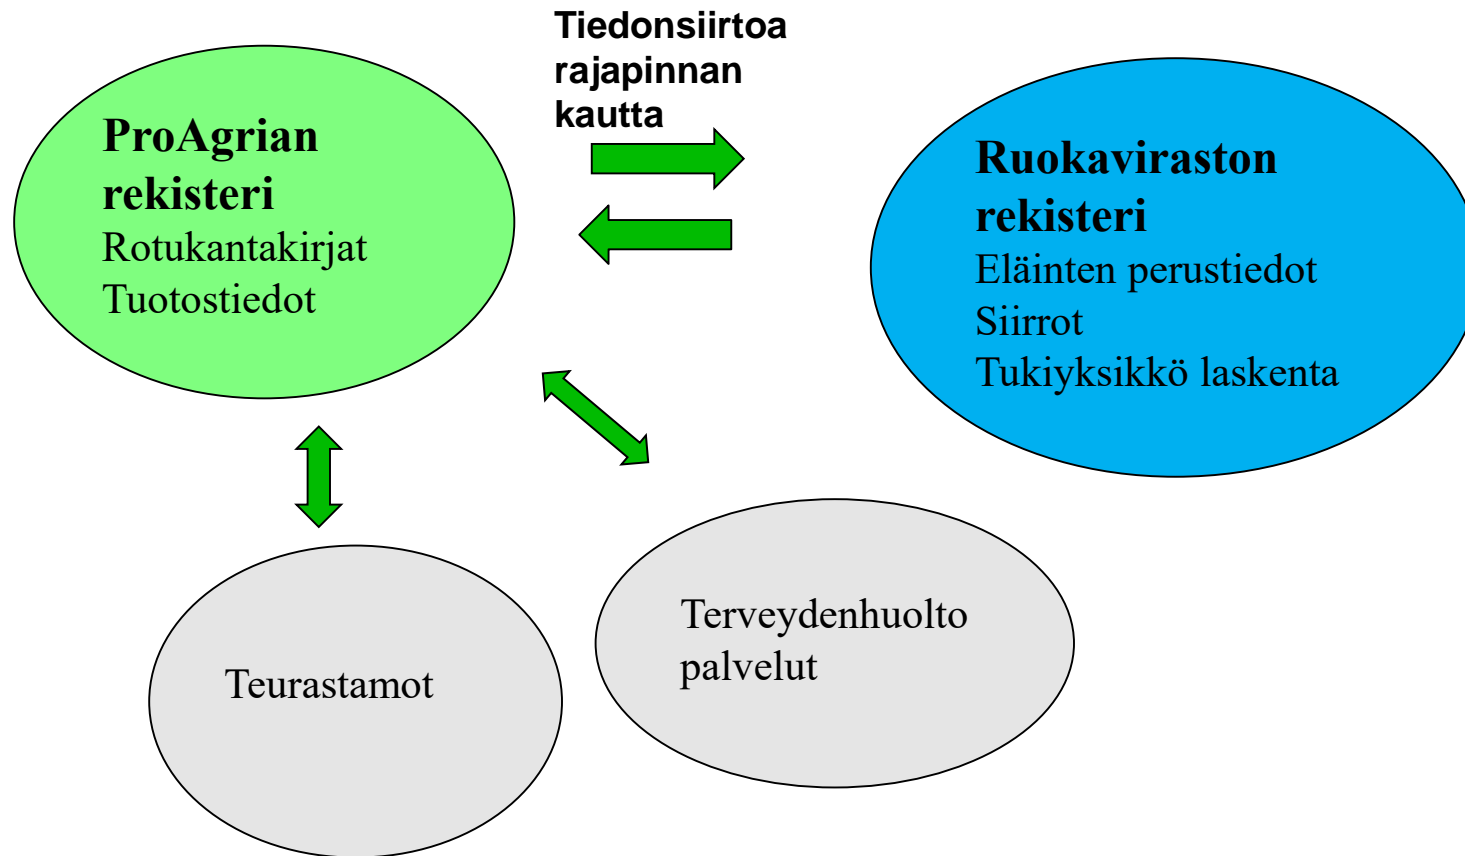 Tiedonsiirtoa
rajapinnan
kautta
ProAgrian
rekisteri
Rotukantakirjat
Tuotostiedot
Ruokaviraston
rekisteri
Eläinten perustiedot
Siirrot
Tukiyksikkö laskenta
Teurastamot
Terveydenhuolto
palvelut